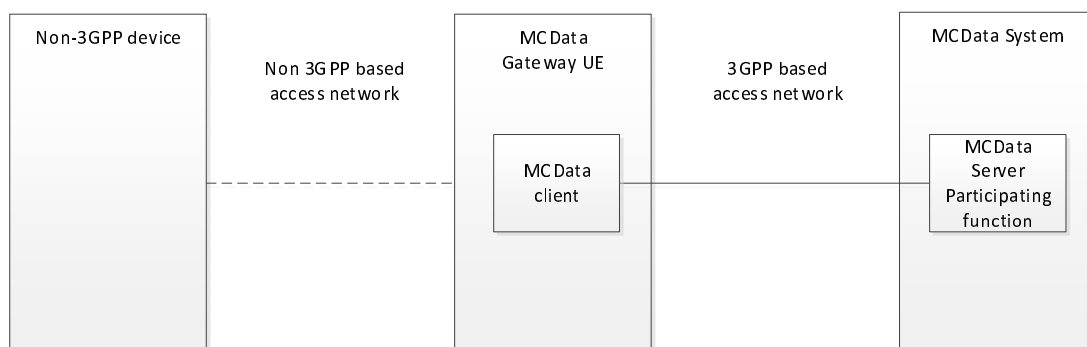 Non-3GPP device
Non 3GPP based
access network
MCData
Gateway UE
MCData
client
3GPP based
access network
MCData System
MCData
Server
Participating
function